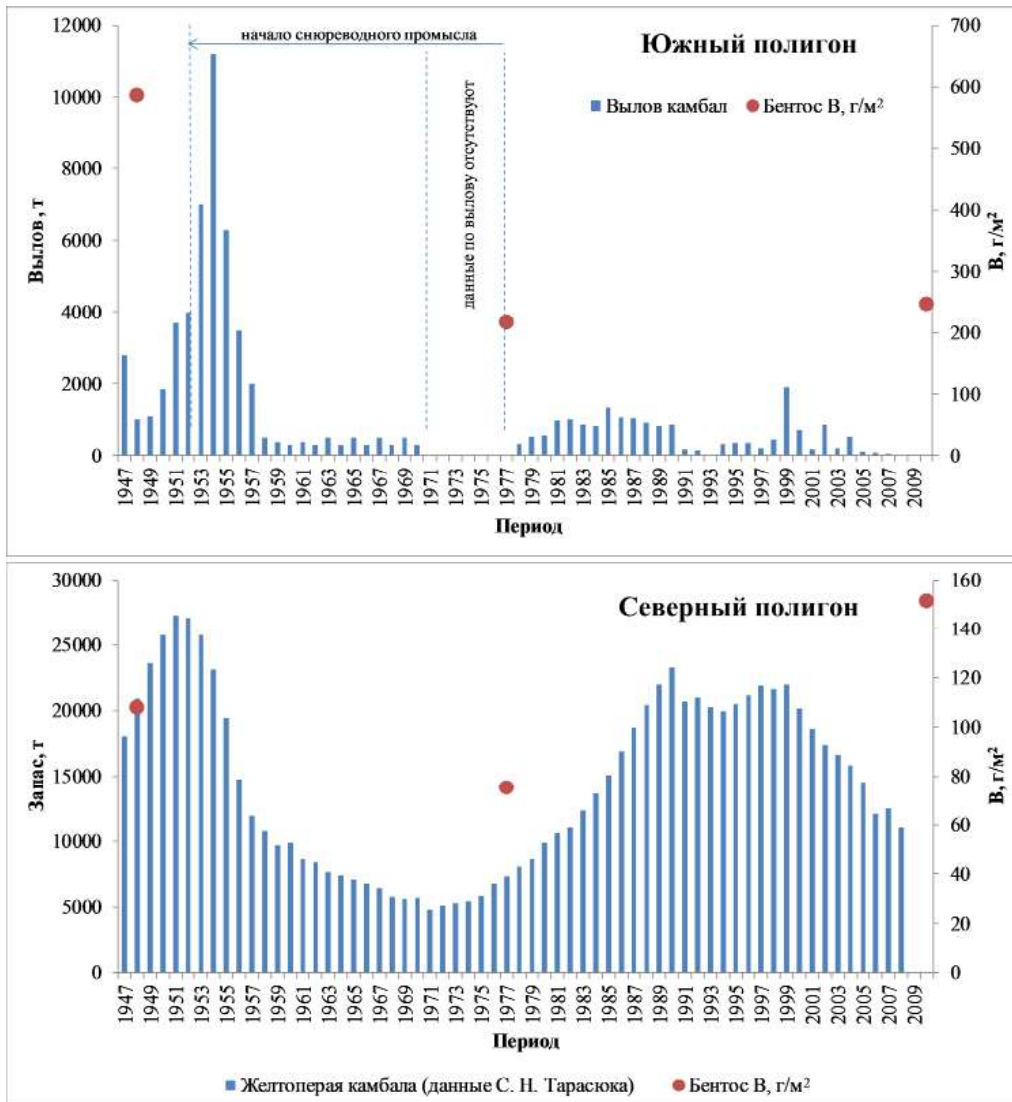 Южный полигон
начало снюреводного промысла
данные по вылову отсутствуют
Вылов камбал
Бентос В, г/м²
Вылов , т
12000
10000
8000
6000
4000
2000
0
В, г/м²
700
600
500
400
300
200
100
0
1947 1949 1951 1953 1955 1957 1959 1961 1963 1965 1967 1969 1971 1973 1975 1977 1979 1981 1983 1985 1987 1989 1991 1993 1995 1997 1999 2001 2003 2005 2007 2009
Период
Северный полигон
Запас, т
30000
25000
20000
15000
10000
5000
0
В, г/м²
160
140
120
100
80
60
40
20
0
1947 1949 1951 1953 1955 1957 1959 1961 1963 1965 1967 1969 1971 1973 1975 1977 1979 1981 1983 1985 1987 1989 1991 1993 1995 1997 1999 2001 2003 2005 2007 2009
Период
Желтоперая камбала (данные С. Н. Тарасюка)
Бентос В, г/м²